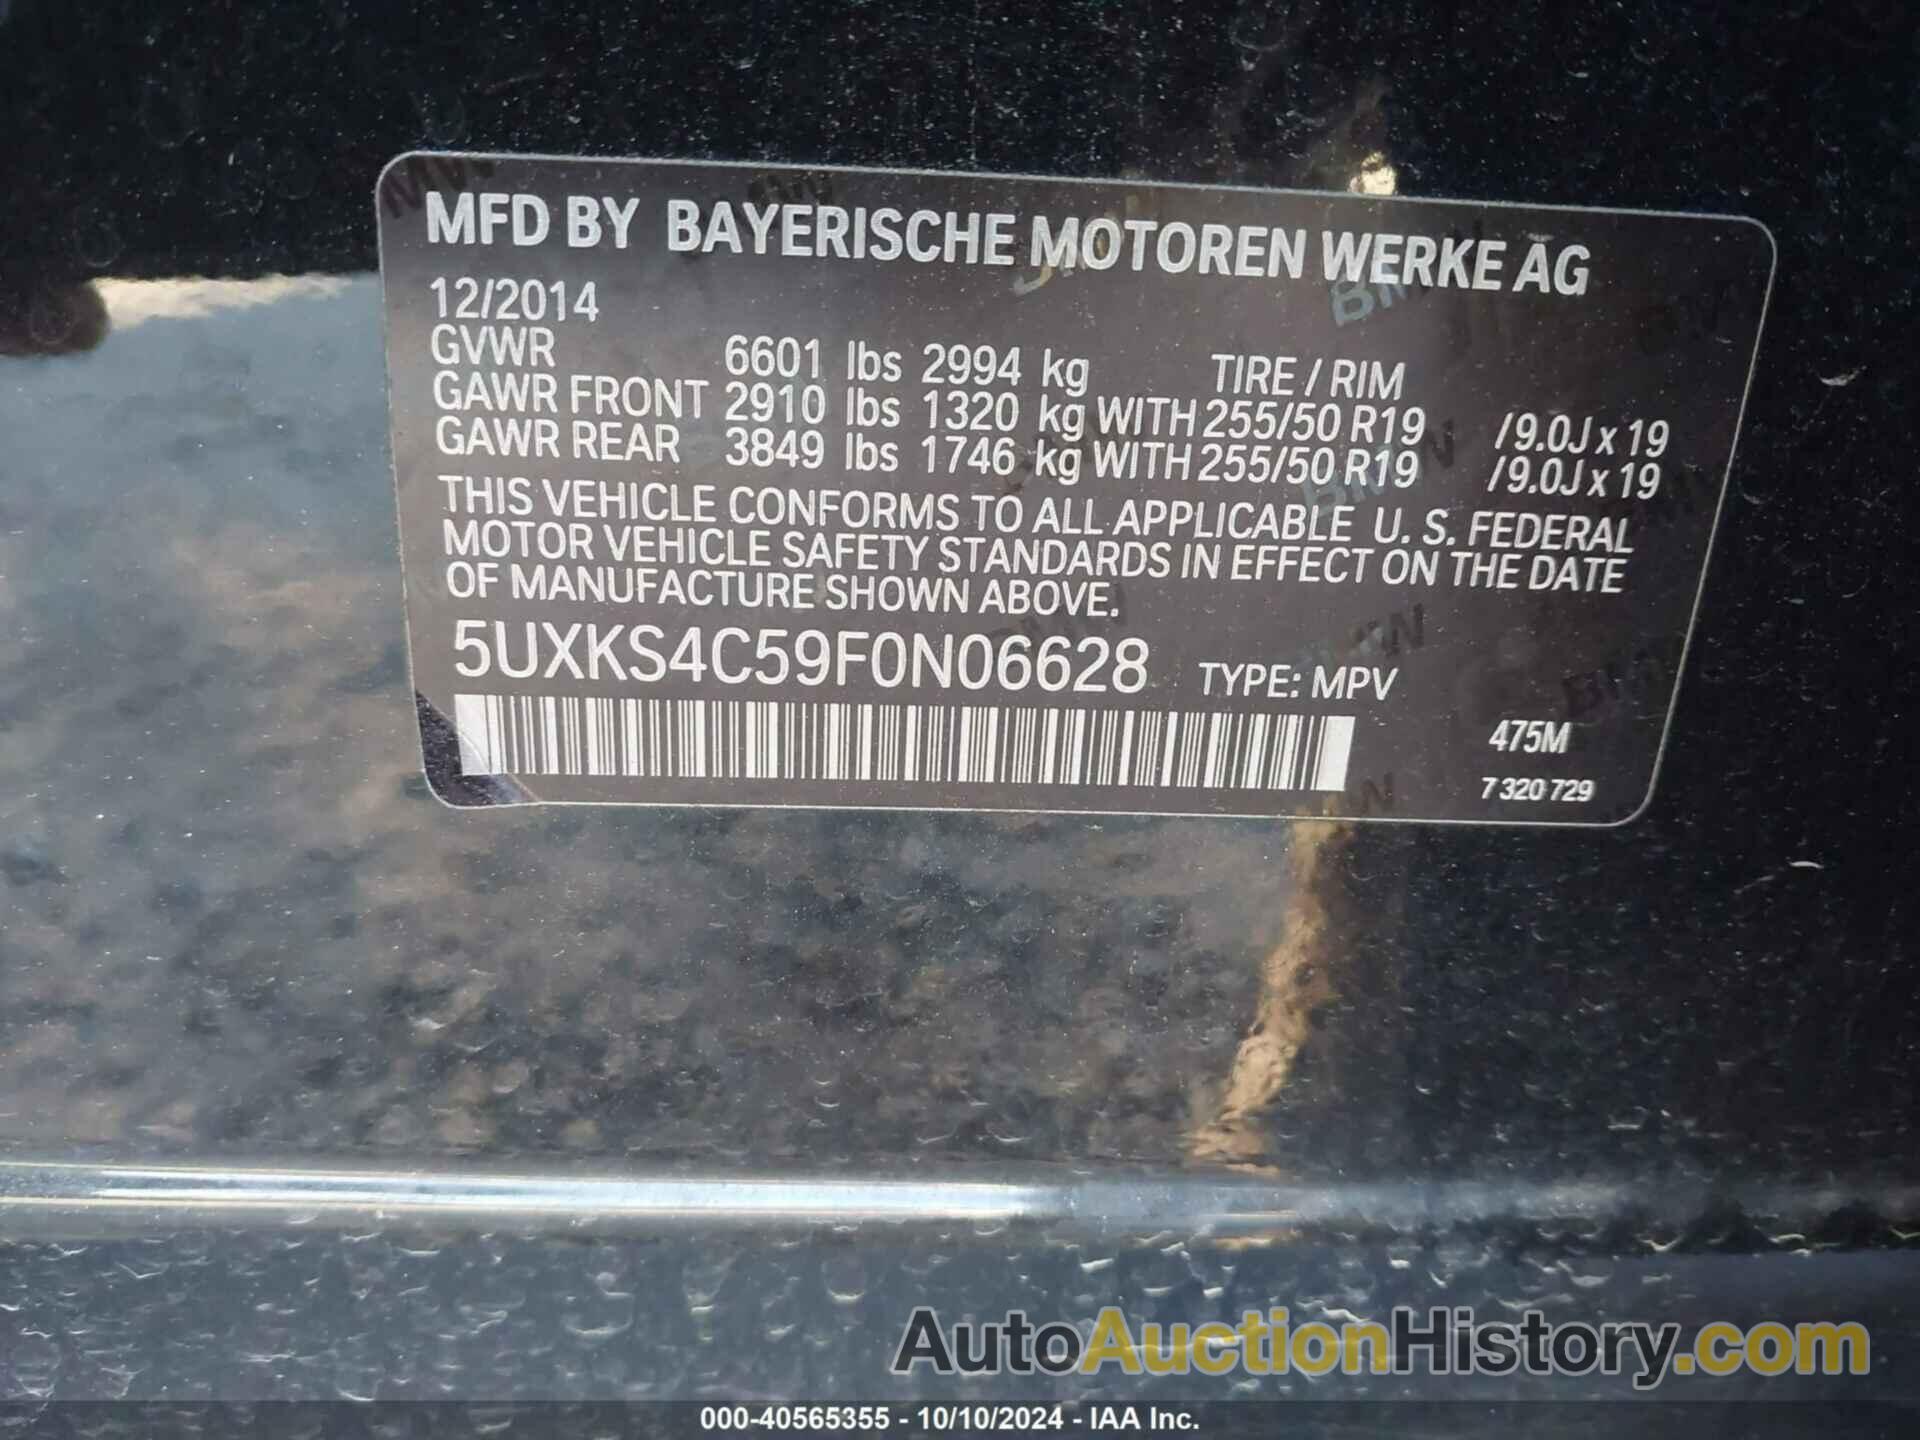 MFD BY BAYERISCHE MOTOREN WERKE AG
12/2014
GVWR 6601 lbs 2994 kg TIRE / RIM
GAWR FRONT 2910 lbs 1320 kg WITH 255/50 R19 /9.0J x 19
GAWR REAR 3849 lbs 1746 kg WITH 255/50 R19 /9.0J x 19
THIS VEHICLE CONFORMS TO ALL APPLICABLE U. S. FEDERAL
MOTOR VEHICLE SAFETY STANDARDS IN EFFECT ON THE DATE
OF MANUFACTURE SHOWN ABOVE.
5UXKS4C59F0N06628 TYPE: MPV
475M
7 320 729
AutoAuctionHistory.com
000-40565355 - 10/10/2024 - IAA Inc.